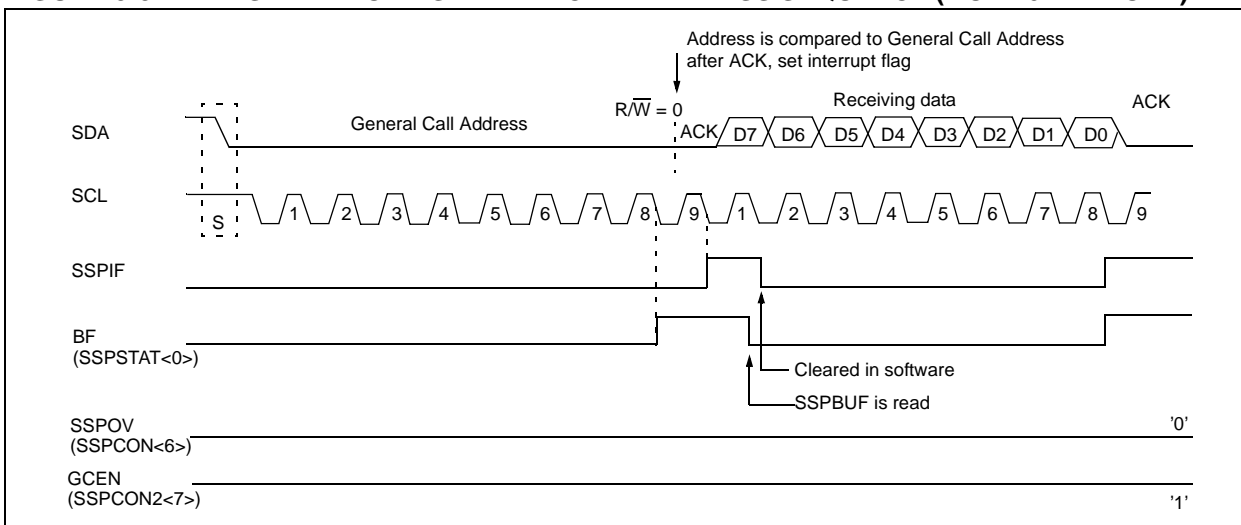 Address is compared to General Call Address
after ACK, set interrupt flag
R/W = 0
Receiving data
ACK
SDA
General Call Address
ACK
D7 D6 D5 D4 D3 D2 D1 D0
SCL
S
1 2 3 4 5 6 7 8 9 1 2 3 4 5 6 7 8 9
SSPIF
BF
(SSPSTAT<0>)
Cleared in software
SSPBUF is read
SSPOV
(SSPCON<6>)
'0'
GCEN
(SSPCON2<7>)
'1'